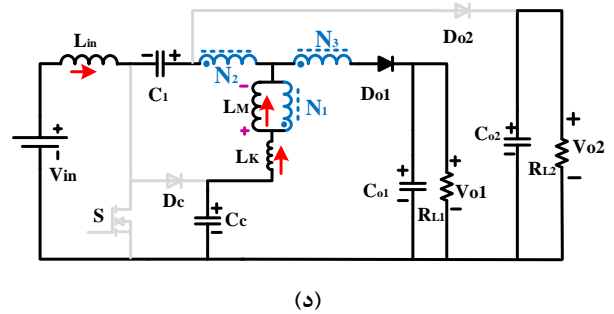 Lin
C1
N2
N3
Do1
Do2
LM
N1
LK
Vin
S
Dc
Cc
Co1
RL1
Vo1
Co2
RL2
Vo2
(د)